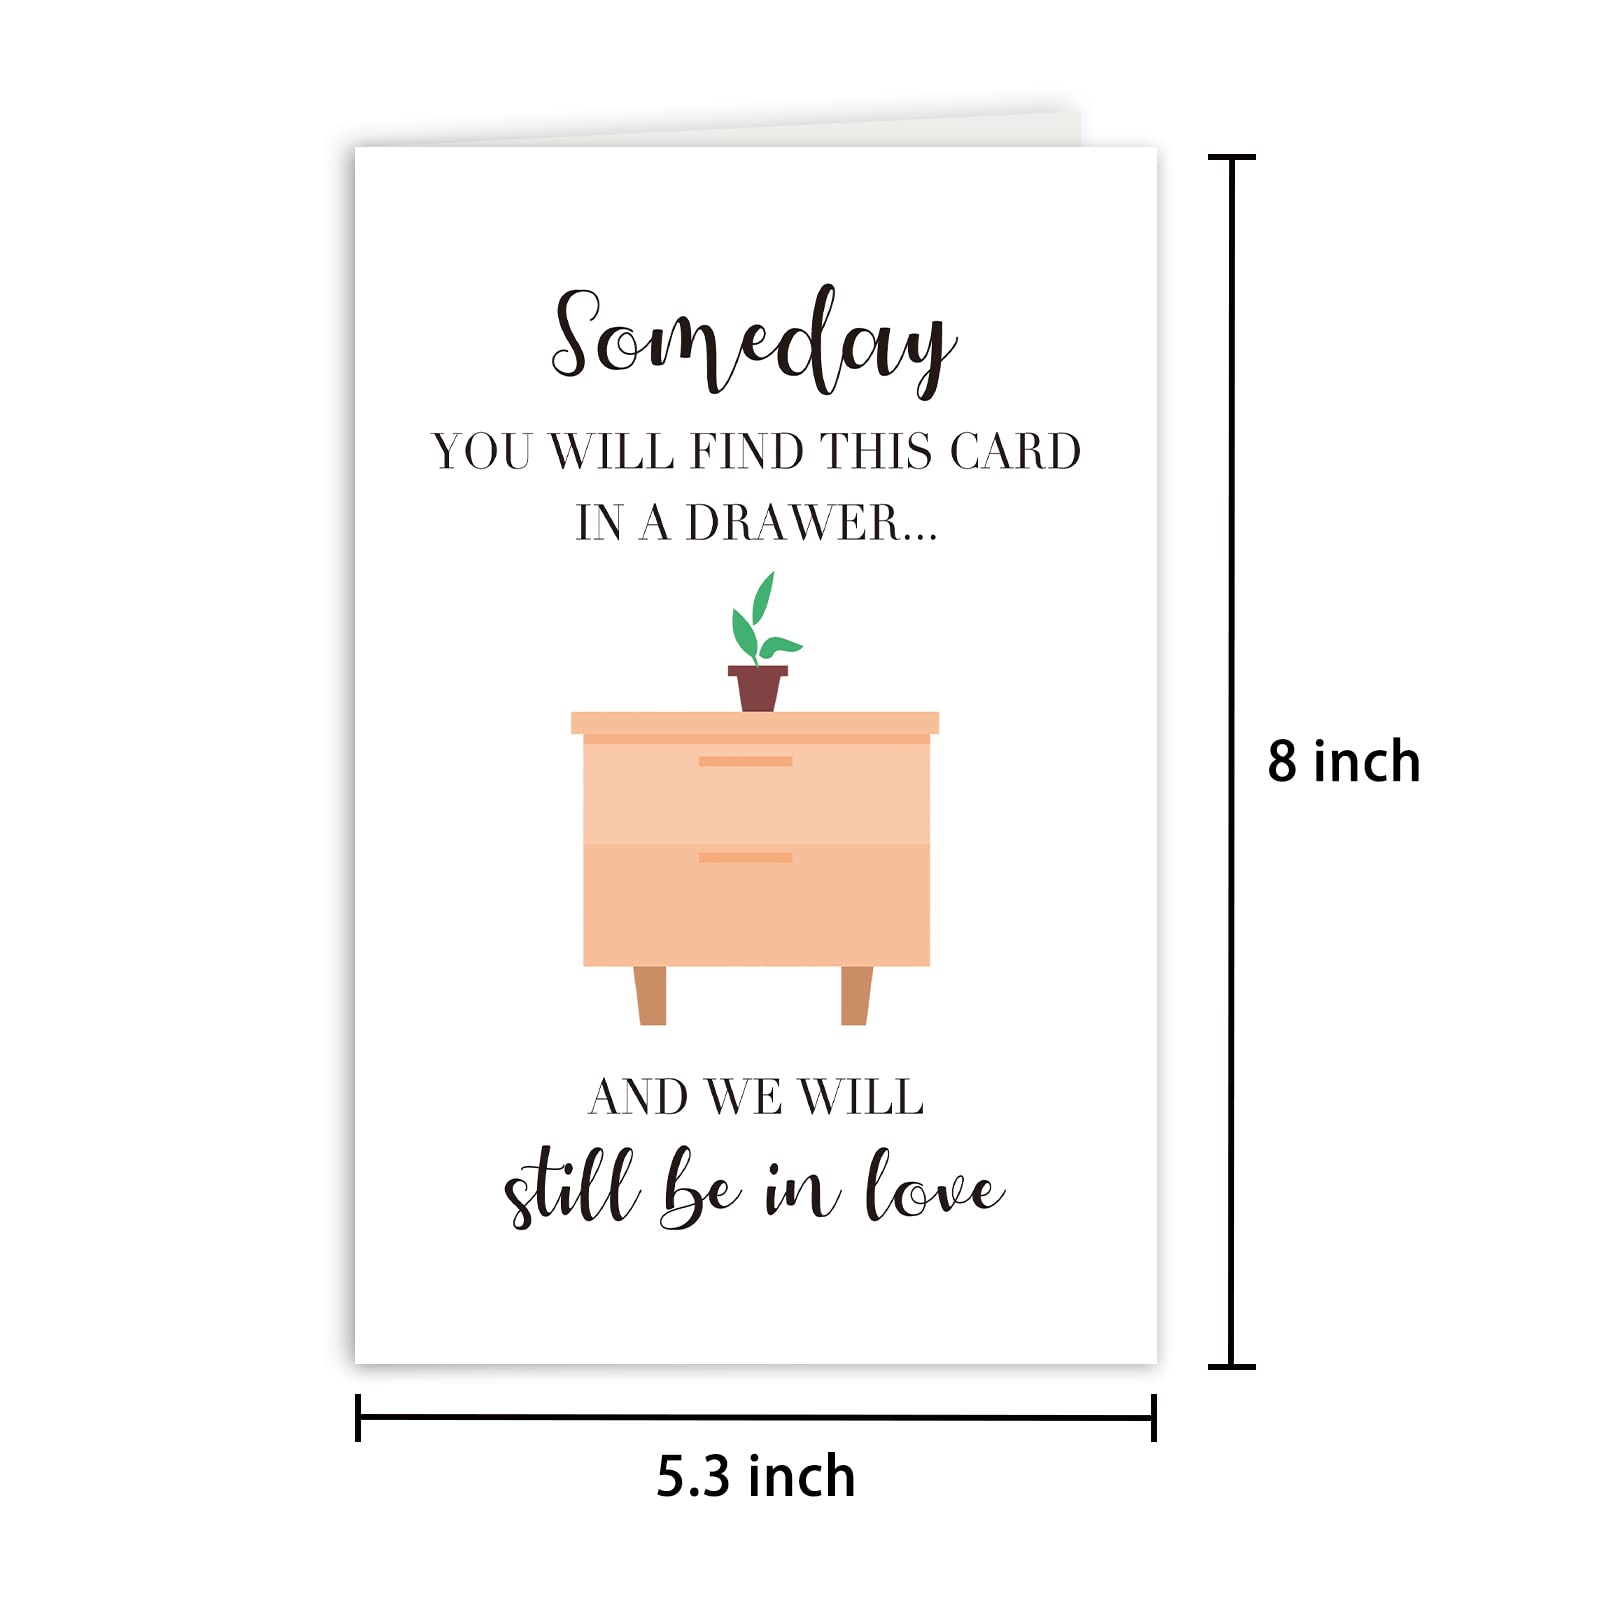 Someday
YOU WILL FIND THIS CARD
IN A DRAWER...
AND WE WILL
still be in love
8 inch
5.3 inch